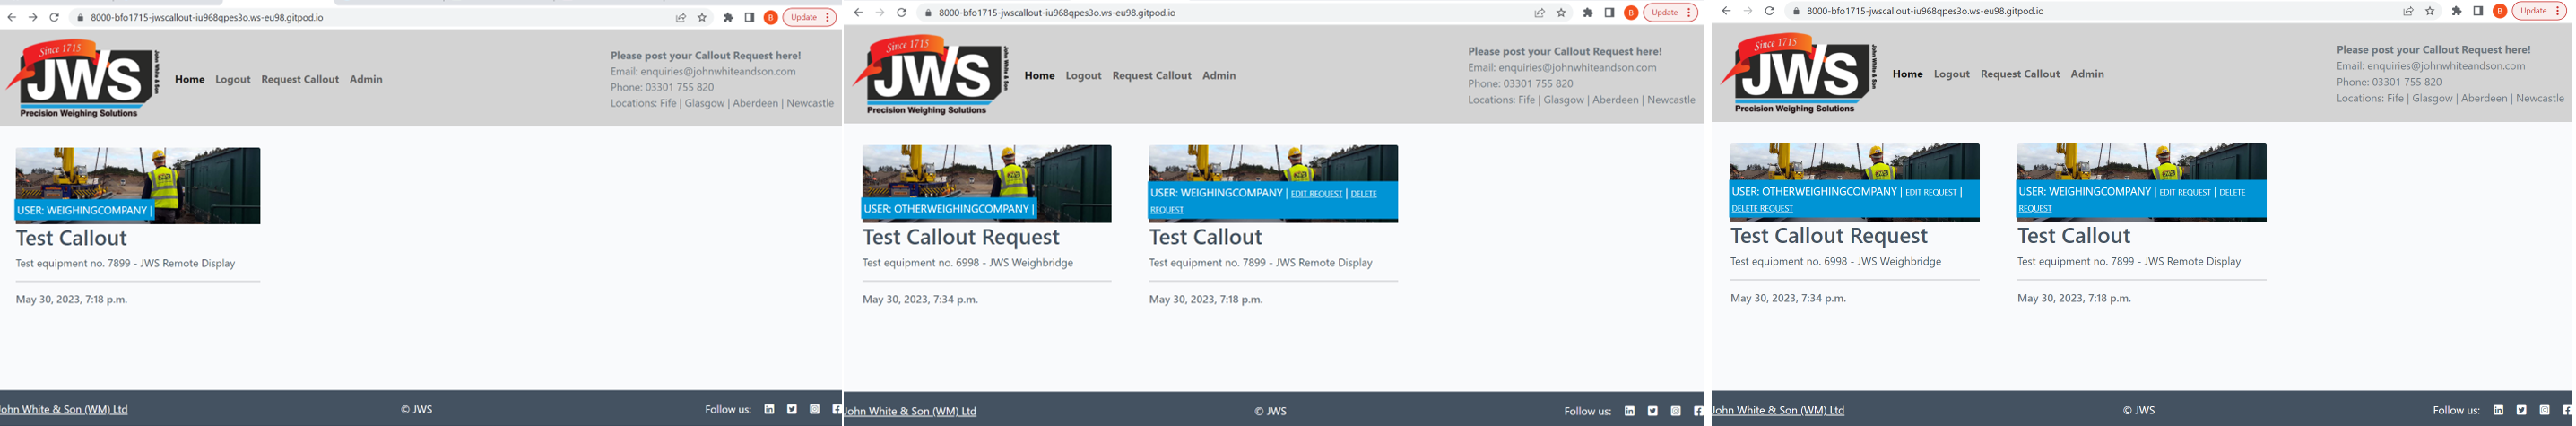 8000-bfo1715-jwscallout-iu968qpes3o.ws-eu98.gitpod.io
B
Update
Since 1715
JWS
John White & Son
Precision Weighing Solutions
Home
Logout
Request Callout
Admin
Please post your Callout Request here!
Email: enquiries@johnwhiteandson.com
Phone: 03301 755 820
Locations: Fife | Glasgow | Aberdeen | Newcastle
USER: WEIGHINGCOMPANY |
Test Callout
Test equipment no. 7899 - JWS Remote Display
May 30, 2023, 7:18 p.m.
ohn White & Son (WM) Ltd
© JWS
Follow us:
8000-bfo1715-jwscallout-iu968qpes3o.ws-eu98.gitpod.io
B
Update
Since 1715
JWS
John White & Son
Precision Weighing Solutions
Home
Logout
Request Callout
Admin
Please post your Callout Request here!
Email: enquiries@johnwhiteandson.com
Phone: 03301 755 820
Locations: Fife | Glasgow | Aberdeen | Newcastle
USER: OTHERWEIGHINGCOMPANY |
Test Callout Request
Test equipment no. 6998 - JWS Weighbridge
May 30, 2023, 7:34 p.m.
USER: WEIGHINGCOMPANY | EDIT REQUEST | DELETE
REQUEST
Test Callout
Test equipment no. 7899 - JWS Remote Display
May 30, 2023, 7:18 p.m.
John White & Son (WM) Ltd
© JWS
Follow us:
8000-bfo1715-jwscallout-iu968qpes3o.ws-eu98.gitpod.io
B
Update
Since 1715
JWS
John White & Son
Precision Weighing Solutions
Home
Logout
Request Callout
Admin
Please post your Callout Request here!
Email: enquiries@johnwhiteandson.com
Phone: 03301 755 820
Locations: Fife | Glasgow | Aberdeen | Newcastle
USER: OTHERWEIGHINGCOMPANY | EDIT REQUEST |
DELETE REQUEST
Test Callout Request
Test equipment no. 6998 - JWS Weighbridge
May 30, 2023, 7:34 p.m.
USER: WEIGHINGCOMPANY | EDIT REQUEST | DELETE
REQUEST
Test Callout
Test equipment no. 7899 - JWS Remote Display
May 30, 2023, 7:18 p.m.
John White & Son (WM) Ltd
© JWS
Follow us: